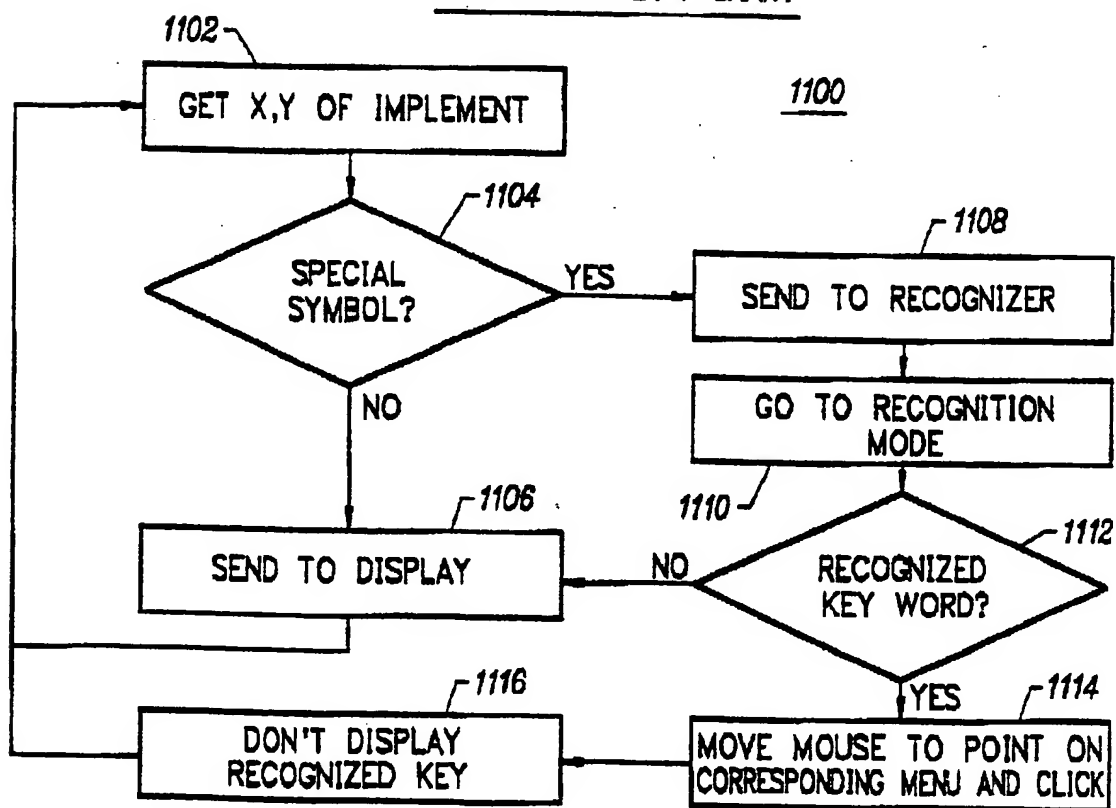 1102
GET X,Y OF IMPLEMENT
1100
1104
SPECIAL
SYMBOL?
YES
NO
1108
SEND TO RECOGNIZER
GO TO RECOGNITION
MODE
1110
1112
RECOGNIZED
KEY WORD?
NO
YES
1106
SEND TO DISPLAY
1114
MOVE MOUSE TO POINT ON
CORRESPONDING MENU AND CLICK
1116
DON'T DISPLAY
RECOGNIZED KEY